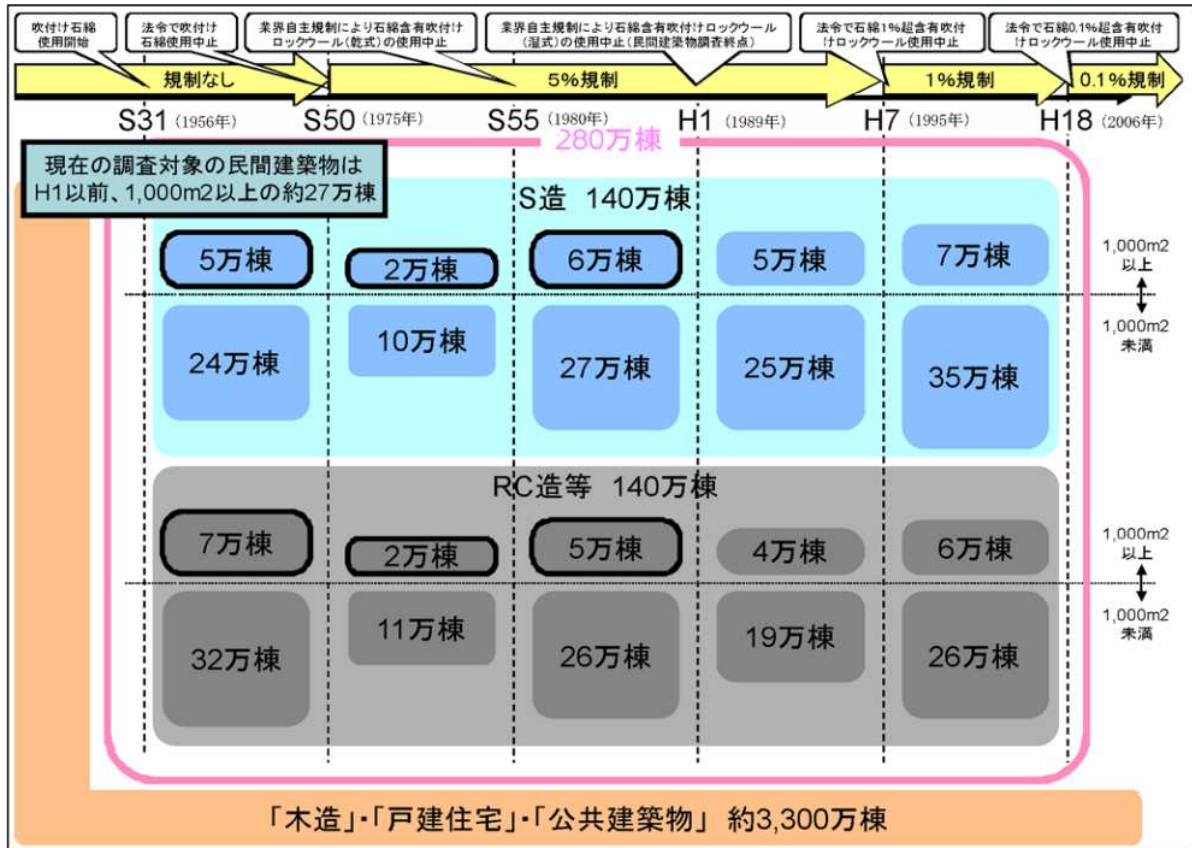 吹付け石綿
使用開始
法令で吹付け
石綿使用中止
業界自主規制により石綿含有吹付け
ロックウール(乾式)の使用中止
業界自主規制により石綿含有吹付けロックウール
(湿式)の使用中止(民間建築物調査終点)
法令で石綿1%超含有吹付
けロックウール使用中止
法令で石綿0.1%超含有吹付
けロックウール使用中止
規制なし
5%規制
1%規制
0.1%規制
S31 (1956年) S50 (1975年) S55 (1980年) H1 (1989年) H7 (1995年) H18 (2006年)
280万棟
現在の調査対象の民間建築物は
H1以前、1,000m2以上の約27万棟
S造 140万棟
5万棟 2万棟 6万棟 5万棟 7万棟
1,000m2
以上
1,000m2
未満
24万棟 10万棟 27万棟 25万棟 35万棟
RC造等 140万棟
7万棟 2万棟 5万棟 4万棟 6万棟
1,000m2
以上
1,000m2
未満
32万棟 11万棟 26万棟 19万棟 26万棟
「木造」・「戸建住宅」・「公共建築物」 約3,300万棟